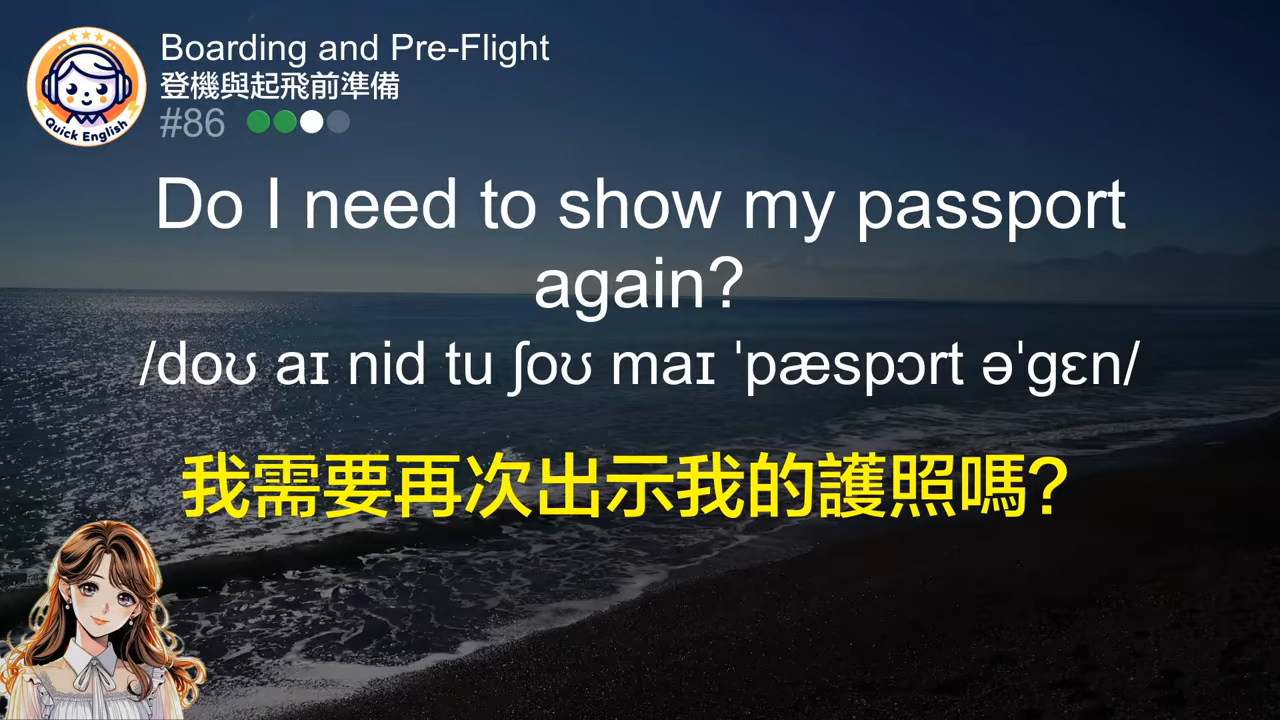 Quick English
Boarding and Pre-Flight
登機與起飛前準備
#86
Do I need to show my passport
again?
/doʊ aɪ nid tu ʃoʊ maɪ ˈpæspɔrt əˈgɛn/
我需要再次出示我的護照嗎?